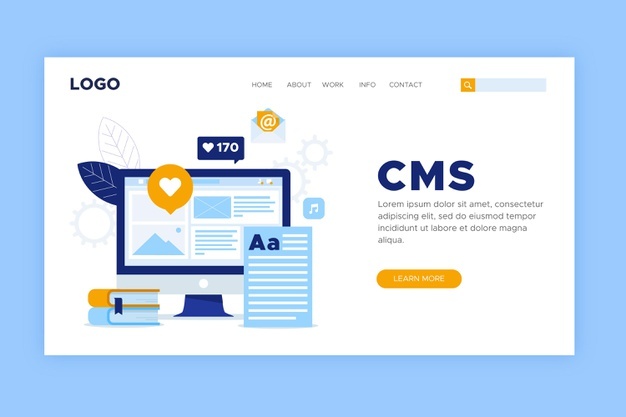 LOGO
HOME ABOUT WORK INFO CONTACT
@
170
CMS
Lorem ipsum dolor sit amet, consectetur
adipiscing elit, sed do eiusmod tempor
incididunt ut labore et dolore magna
aliqua.
Aa
LEARN MORE